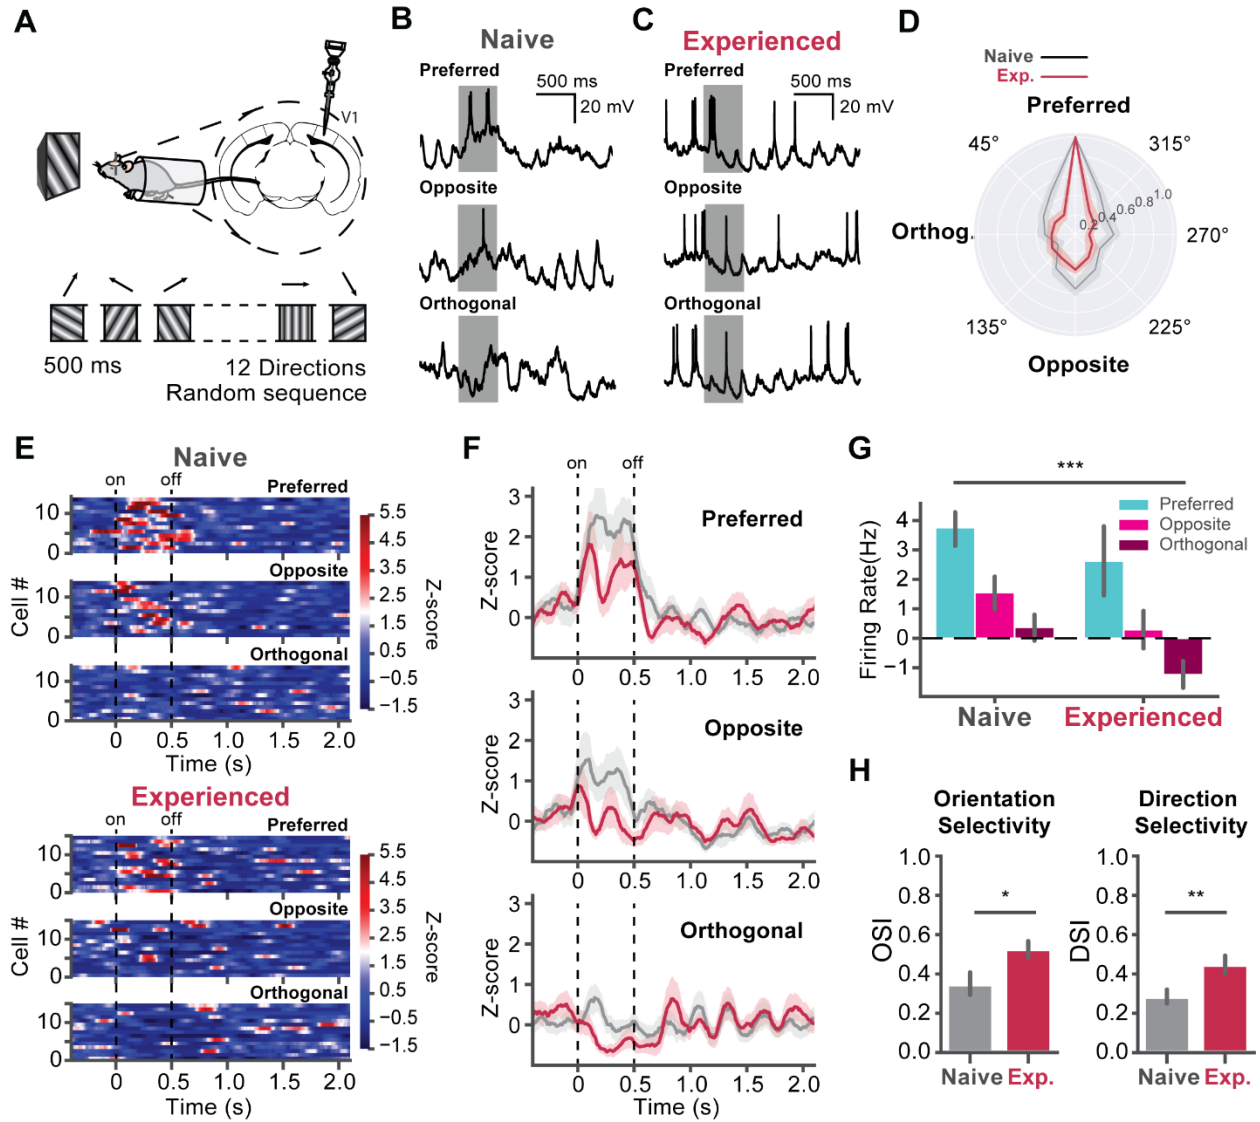 A
V1
500 ms
12 Directions
Random sequence
B
Naive
Preferred
500 ms
20 mV
Opposite
Orthogonal
C
Experienced
Preferred
500 ms
20 mV
Opposite
Orthogonal
D
Naive
Exp.
Preferred
45°
315°
0.2 0.4 0.6 0.8 1.0
Orthog.
270°
135°
225°
Opposite
E
Naive
on off
Preferred
10
0
Opposite
10
0
Orthogonal
10
0
Cell #
0 0.5 1.0 1.5 2.0
Time (s)
5.5
4.5
3.5
2.5
1.5
0.5
−0.5
−1.5
Z-score
Experienced
on off
Preferred
10
0
Opposite
10
0
Orthogonal
10
0
Cell #
0 0.5 1.0 1.5 2.0
Time (s)
5.5
4.5
3.5
2.5
1.5
0.5
−0.5
−1.5
Z-score
F
on off
Preferred
3
2
1
0
Z-score
0 0.5 1.0 1.5 2.0
Opposite
3
2
1
0
Z-score
0 0.5 1.0 1.5 2.0
Orthogonal
3
2
1
0
Z-score
0 0.5 1.0 1.5 2.0
Time (s)
G
***
Preferred
Opposite
Orthogonal
4
3
2
1
0
−1
Firing Rate(Hz)
Naive
Experienced
H
Orientation
Selectivity
*
1.0
0.8
0.6
0.4
0.2
0.0
OSI
Naive Exp.
Direction
Selectivity
**
1.0
0.8
0.6
0.4
0.2
0.0
DSI
Naive Exp.